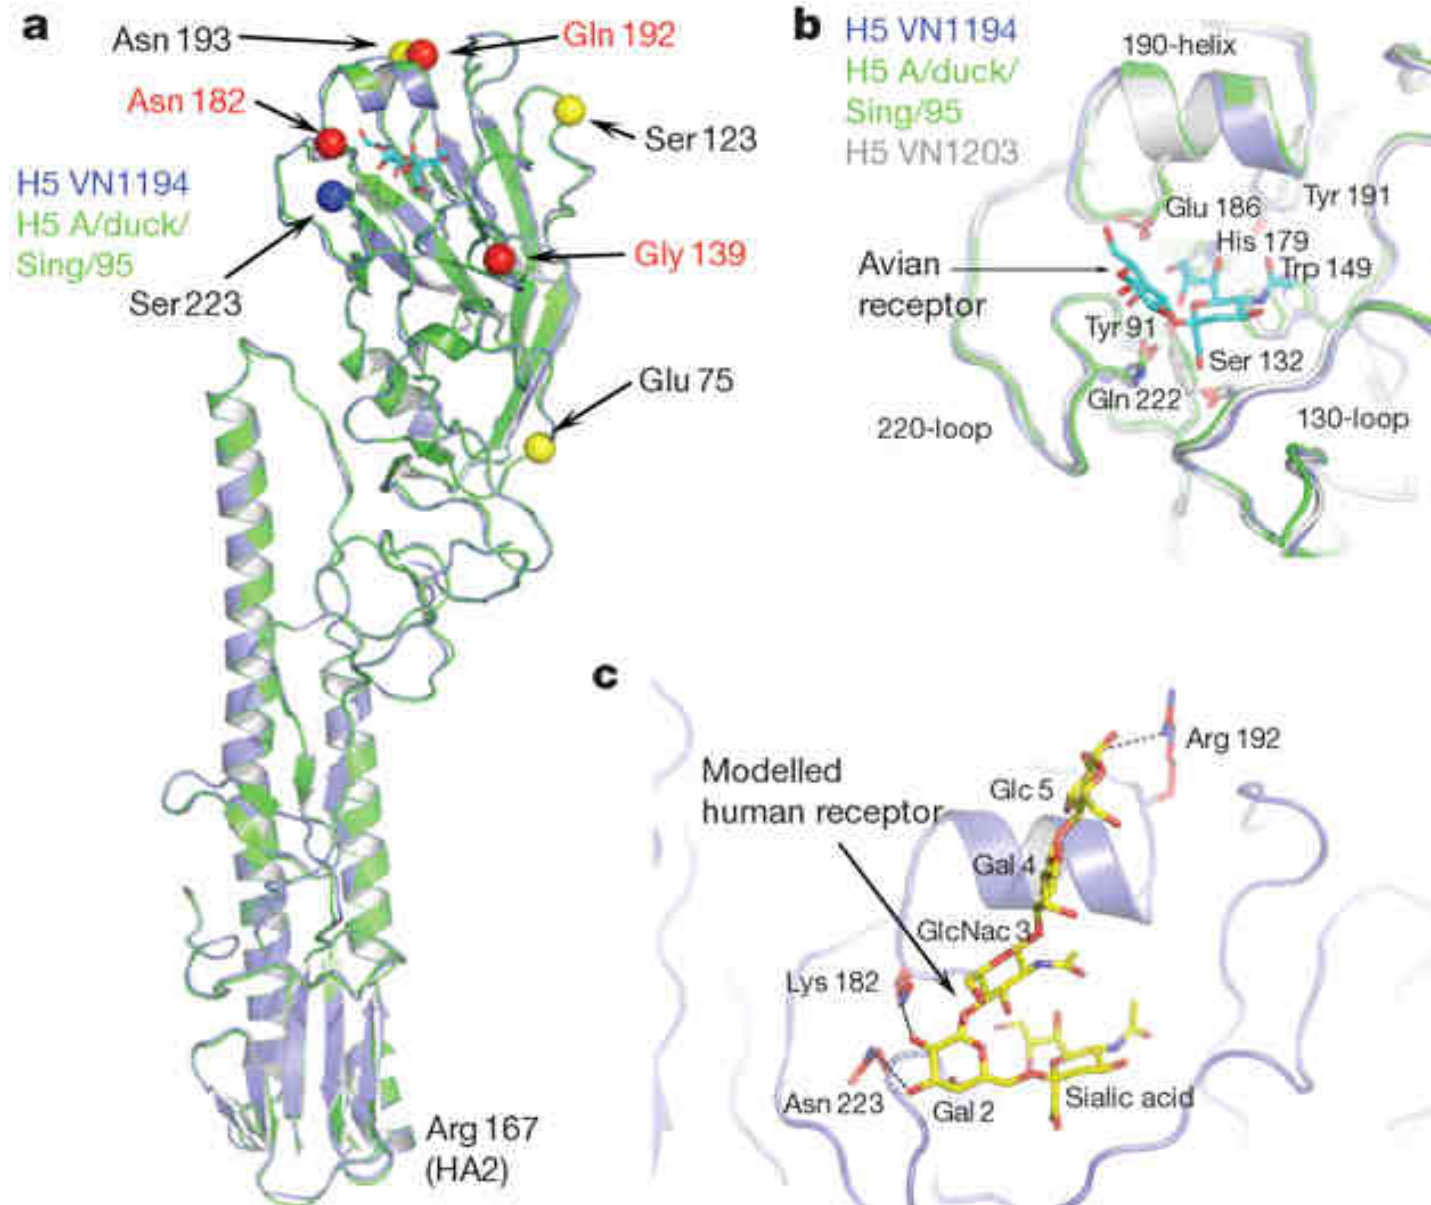 a
Asn 193
Gln 192
Asn 182
Ser 123
H5 VN1194
H5 A/duck/
Sing/95
Gly 139
Ser 223
Glu 75
Arg 167
(HA2)
b
H5 VN1194
H5 A/duck/
Sing/95
H5 VN1203
190-helix
Glu 186
Tyr 191
His 179
Trp 149
Avian
receptor
Tyr 91
Ser 132
Gln 222
220-loop
130-loop
c
Modelled
human receptor
Arg 192
Glc 5
Gal 4
GlcNac 3
Lys 182
Asn 223
Gal 2
Sialic acid